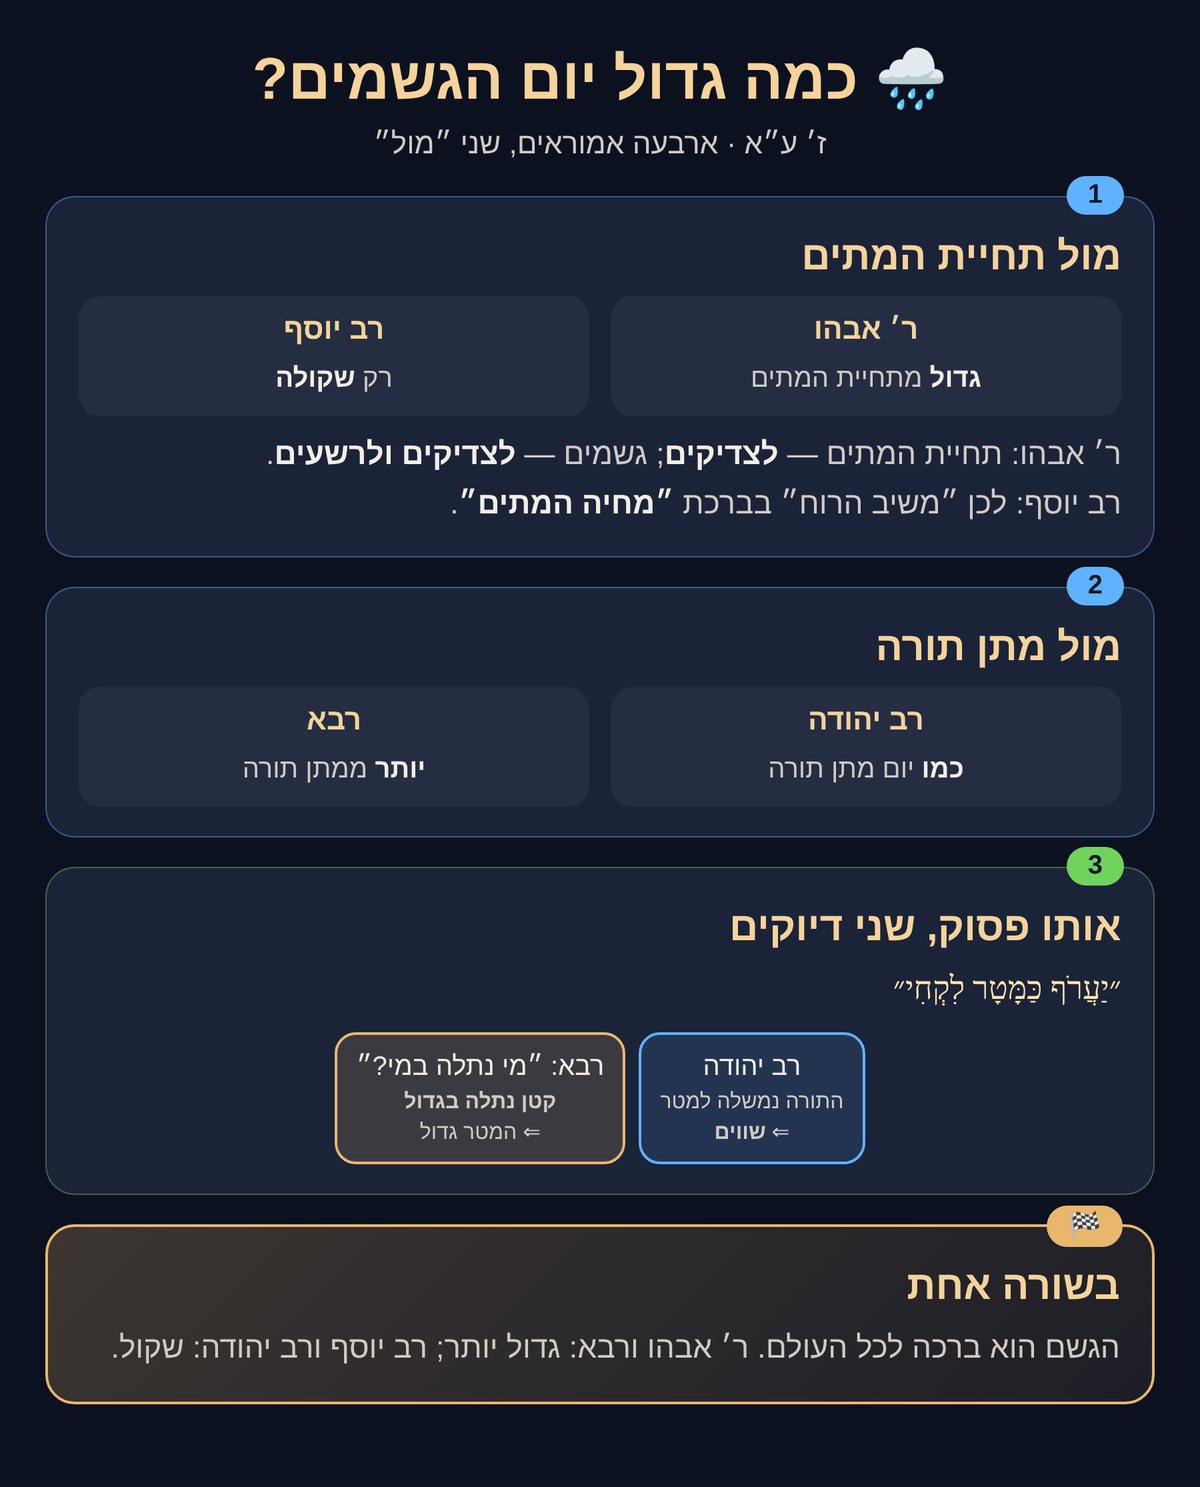 🌧️ כמה גדול יום הגשמים?
ז׳ ע״א · ארבעה אמוראים, שני ״מול״
1
מול תחיית המתים
ר׳ אבהו
גדול מתחיית המתים
רב יוסף
רק שקולה
ר׳ אבהו: תחיית המתים — לצדיקים; גשמים — לצדיקים ולרשעים.
רב יוסף: לכן ״משיב הרוח״ בברכת ״מחיה המתים״.
2
מול מתן תורה
רב יהודה
כמו יום מתן תורה
רבא
יותר ממתן תורה
3
אותו פסוק, שני דיוקים
״יַעֲרֹף כַּמָּטָר לִקְחִי״
רב יהודה
התורה נמשלה למטר
⇐ שווים
רבא: ״מי נתלה במי?״
קטן נתלה בגדול
⇐ המטר גדול
🏁
בשורה אחת
הגשם הוא ברכה לכל העולם. ר׳ אבהו ורבא: גדול יותר; רב יוסף ורב יהודה: שקול.